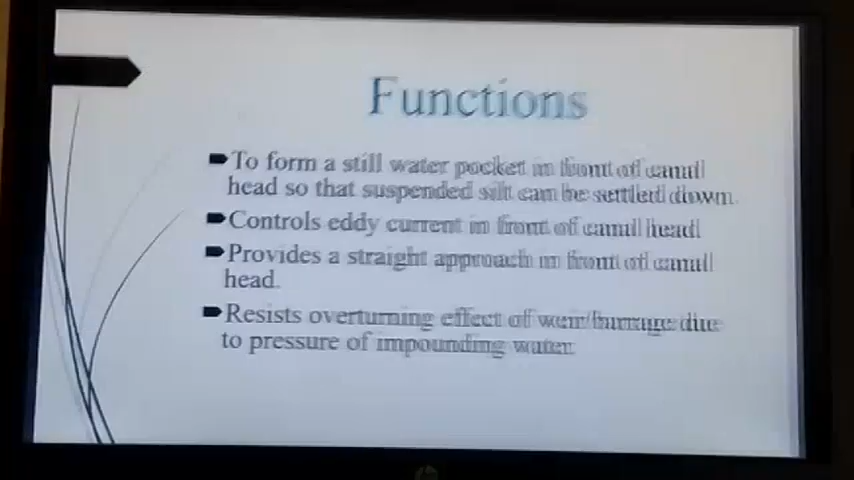 Functions
To form a still water pocket in front of canal
head so that suspended silt can be settled down.
Controls eddy current in front of canal head.
Provides a straight approach in front of canal
head.
Resists overturning effect of weir/barrage due
to pressure of impounding water.